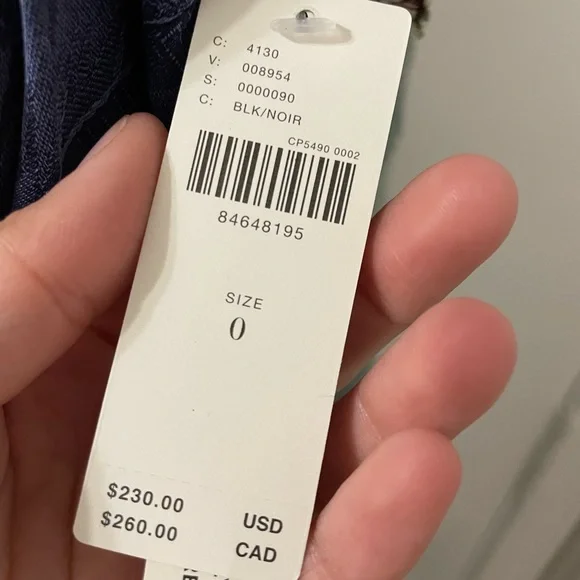 C: 4130
V: 008954
S: 0000090
C: BLK/NOIR
CP5490 0002
84648195
SIZE
0
$230.00 USD
$260.00 CAD